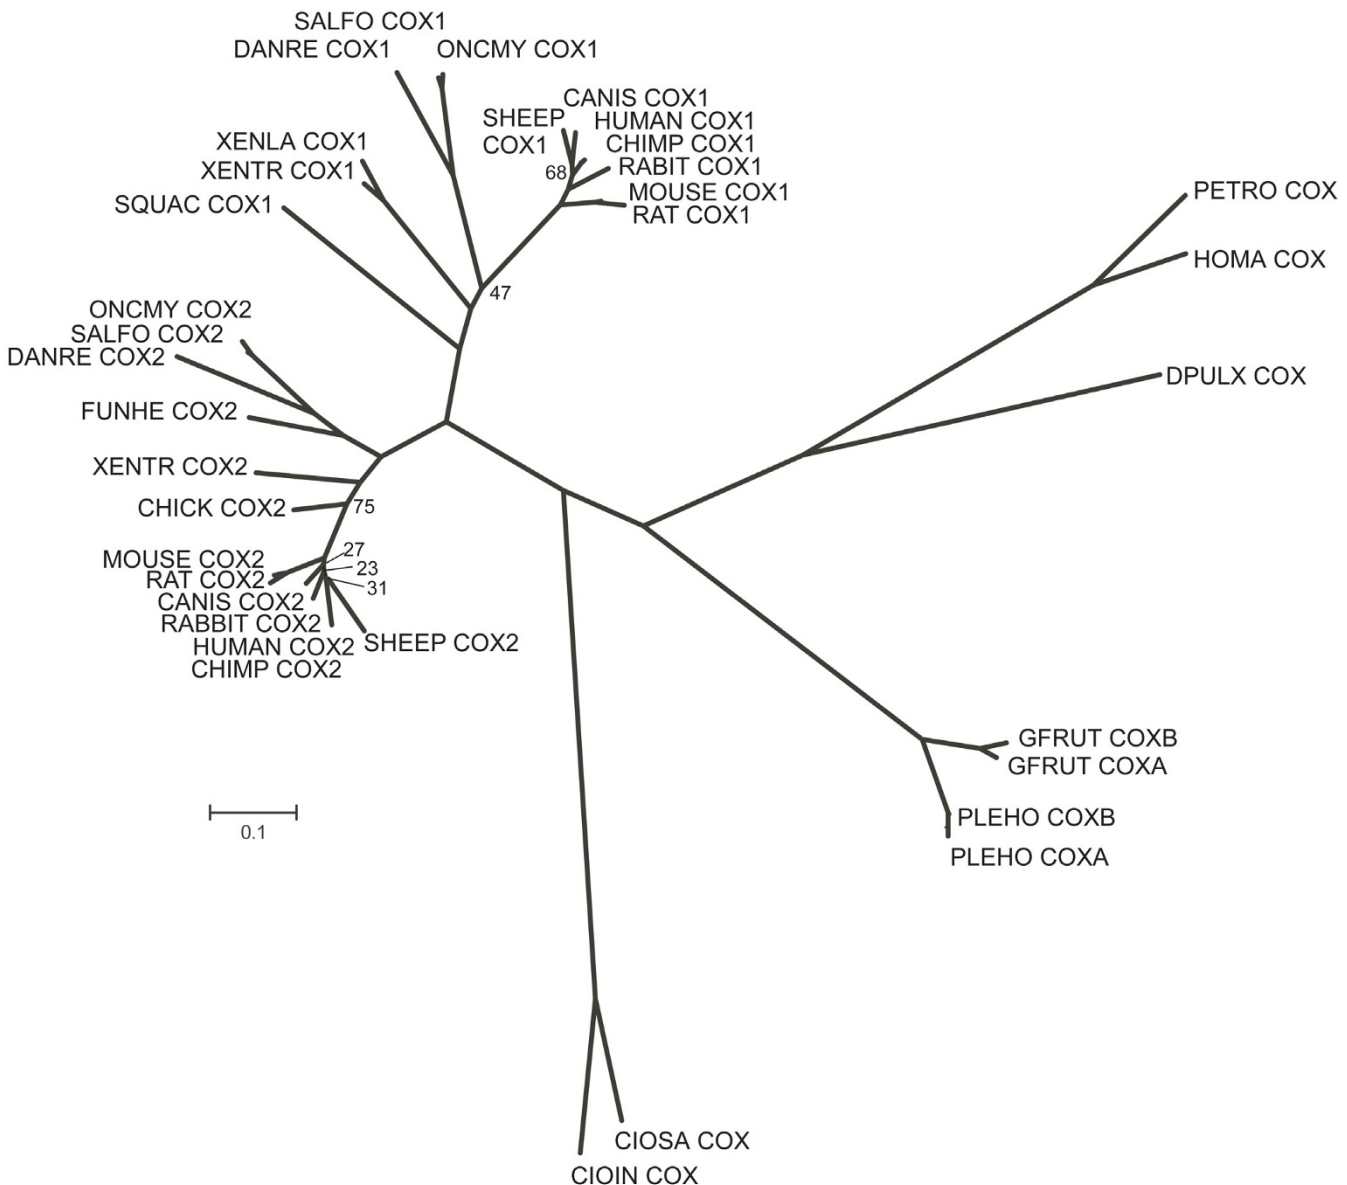 SALFO COX1
DANRE COX1
ONCMY COX1
CANIS COX1
SHEEP
COX1
HUMAN COX1
CHIMP COX1
RABIT COX1
MOUSE COX1
RAT COX1
68
XENLA COX1
XENTR COX1
SQUAC COX1
47
PETRO COX
HOMA COX
DPULX COX
ONCMY COX2
SALFO COX2
DANRE COX2
FUNHE COX2
XENTR COX2
CHICK COX2
75
27
23
31
MOUSE COX2
RAT COX2
CANIS COX2
RABBIT COX2
HUMAN COX2
CHIMP COX2
SHEEP COX2
GFRUT COXB
GFRUT COXA
PLEHO COXB
PLEHO COXA
0.1
CIOSA COX
CIOIN COX